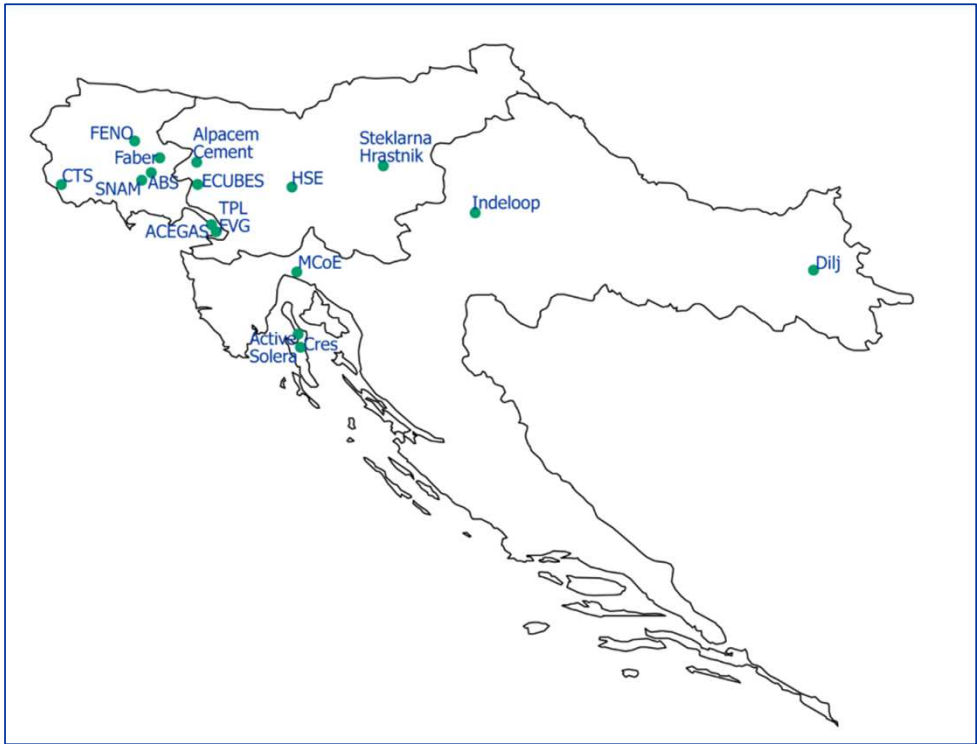 FENO
Alpacem
Cement
Steklarna
Hrastnik
Faber
CTS
SNAM
ABS
ECUBES
HSE
Indeloop
TPL
FVG
ACEGAS
MCoE
Dilj
Active
Solera
Cres